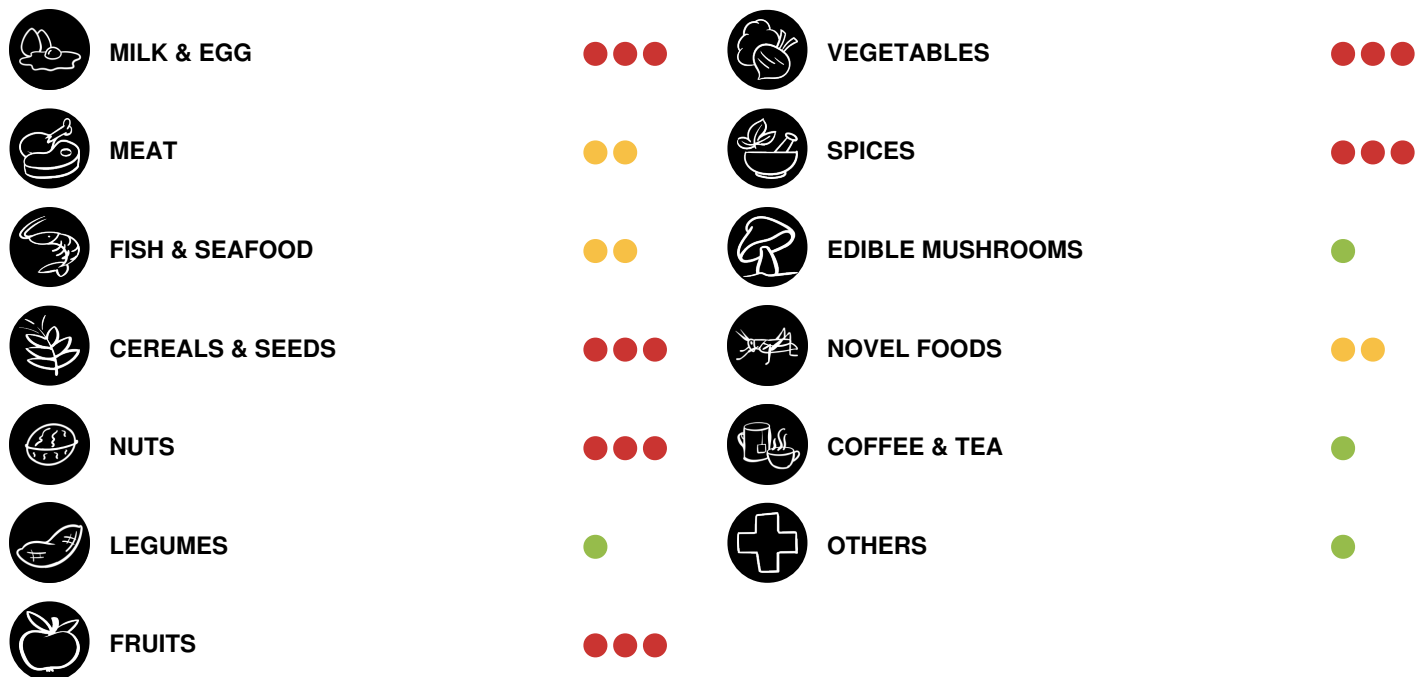 MILK & EGG
MEAT
FISH & SEAFOOD
CEREALS & SEEDS
NUTS
LEGUMES
FRUITS
VEGETABLES
SPICES
EDIBLE MUSHROOMS
NOVEL FOODS
COFFEE & TEA
OTHERS